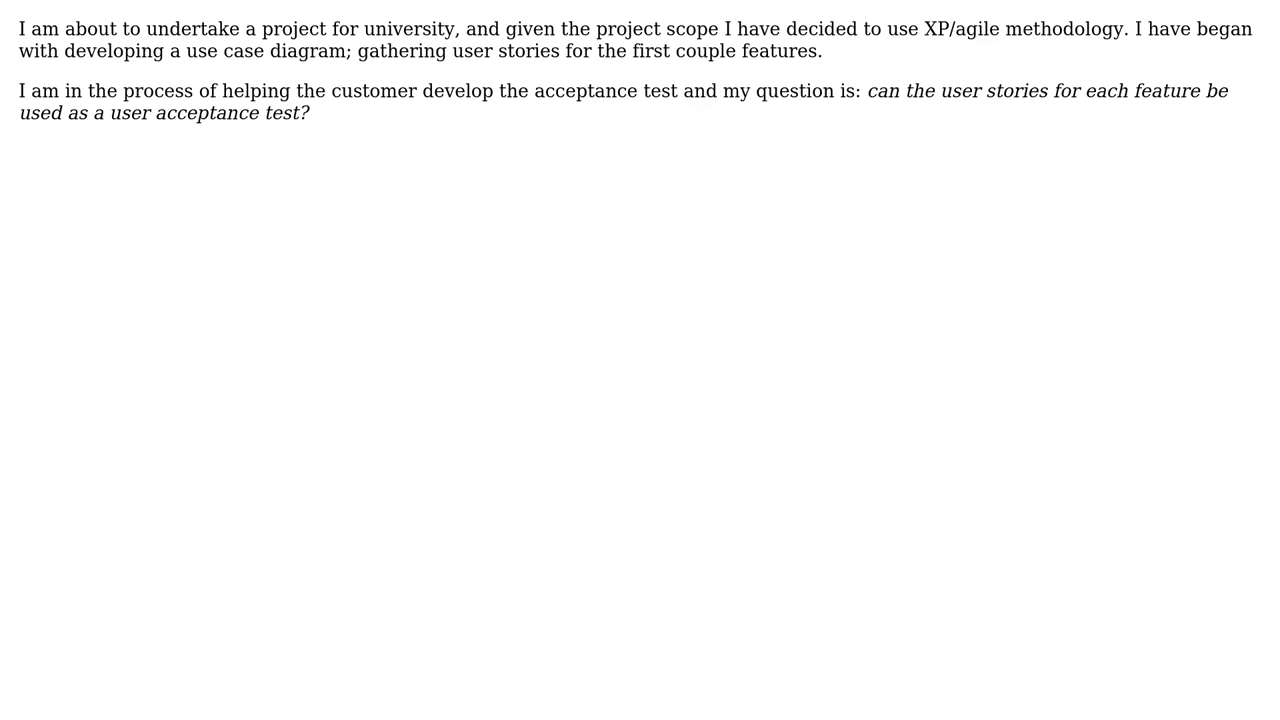 I am about to undertake a project for university, and given the project scope I have decided to use XP/agile methodology. I have began
with developing a use case diagram; gathering user stories for the first couple features.
I am in the process of helping the customer develop the acceptance test and my question is: can the user stories for each feature be
used as a user acceptance test?